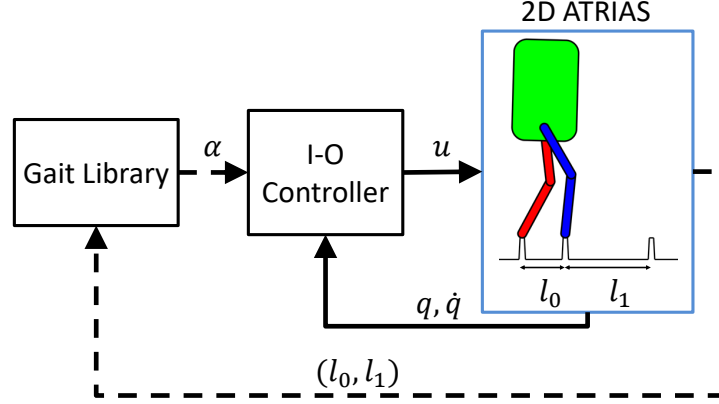 2D ATRIAS
Gait Library
α
I-O
Controller
u
l₀
l₁
q, q̇
(l₀, l₁)